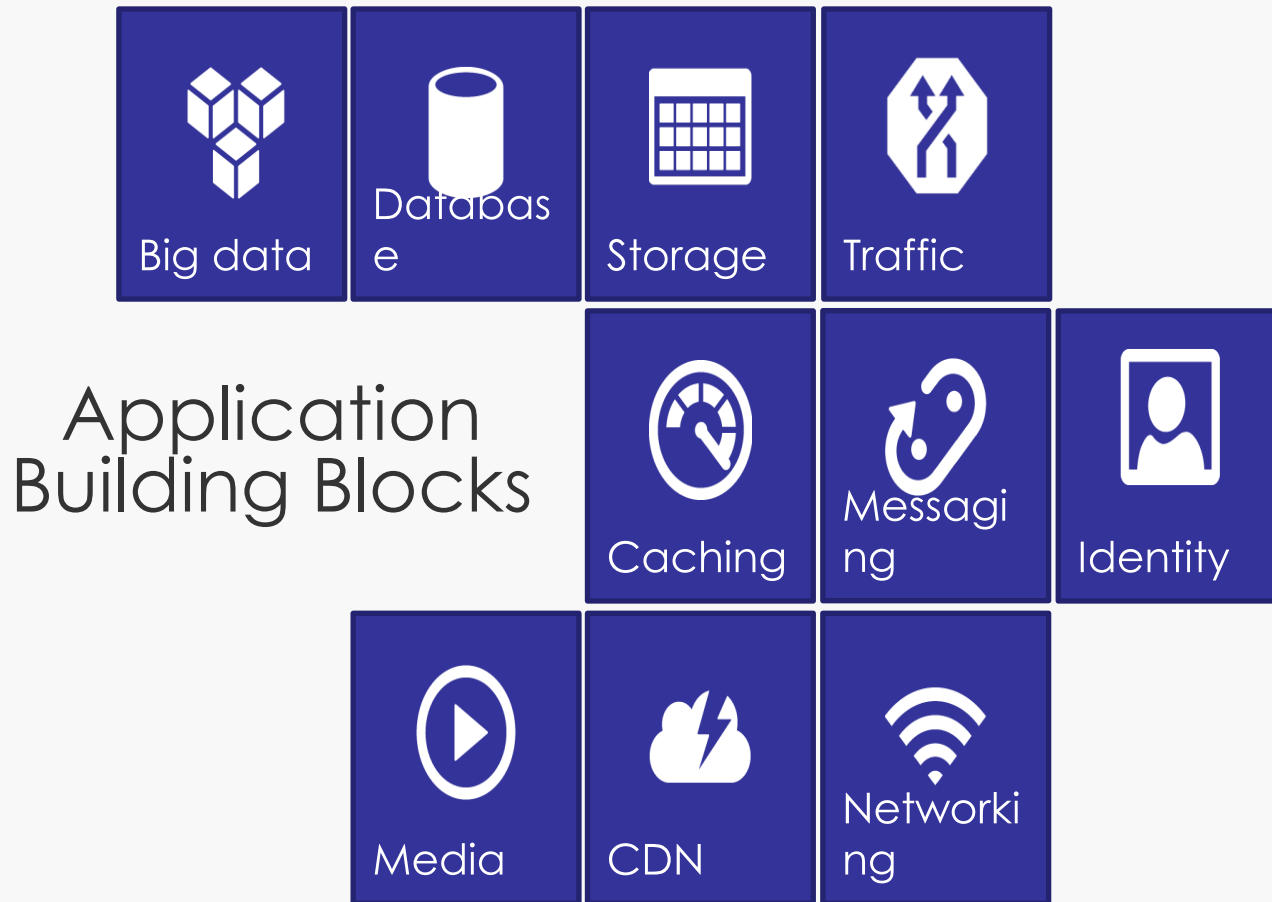 Big data
Databas
e
Storage
Traffic
Application
Building Blocks
Caching
Messagi
ng
Identity
Media
CDN
Networki
ng